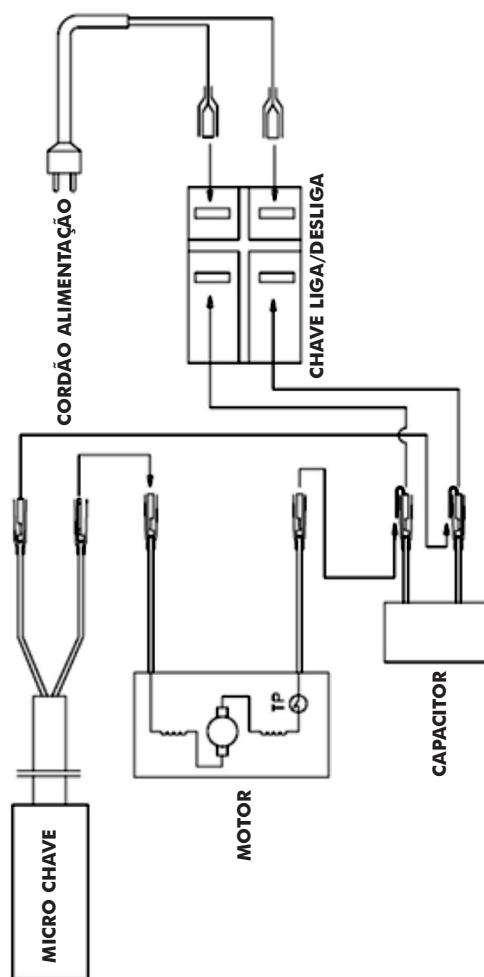 CORDÃO ALIMENTAÇÃO
CHAVE LIGA/DESLIGA
MICRO CHAVE
MOTOR
TP
CAPACITOR